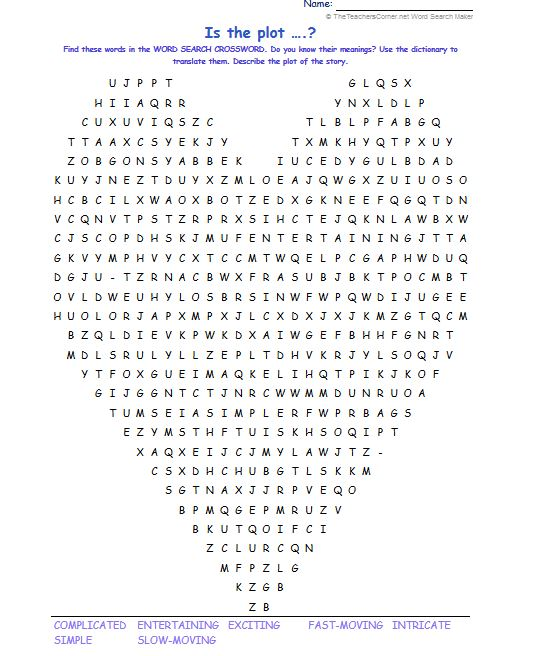 Name:
© TheTeachersCorner.net Word Search Maker
Is the plot ….?
Find these words in the WORD SEARCH CROSSWORD. Do you know their meanings? Use the dictionary to
translate them. Describe the plot of the story.
U J P P T G L Q S X
H I I A Q R R Y N X L D L P
C U X U V I Q S Z C T L B L P F A B G Q
T T A A X C S Y E K J Y T X M K H Y Q T P X U Y
Z O B G O N S Y A B B E K I U C E D Y G U L B D A D
K U Y J N E Z T D U Y X Z M L O E A J Q W G X Z U I U O S O
H C B C I L X W A O X B O T Z E D X G K N E E F Q G Q T D N
V C Q N V T P S T Z R P R X S I H C T E J Q K N L A W B X W
C J S C O P D H S K J M U F E N T E R T A I N I N G J T T A
G K V Y M P H V Y C X T C C M T W Q E L P C G A P H W D U Q
D G J U - T Z R N A C B W X F R A S U B J B K T P O C M B T
O V L D W E U H Y L O S B R S I N W F W P Q W D I J U G E E
H U O L O R J A P X M P X J L C X D X J X J K M Z G T Q C M
B Z Q L D I E V K P W K D X A I W G E F B H H F G N R T
M D L S R U L Y L L Z E P L T D H V K R J Y L S O Q J V
Y T F O X G U E I M A Q K E L I H Q T P I K J K O F
G I J G G N T C T J N R C W W M M D U N R U O A
T U M S E I A S I M P L E R F W P R B A G S
E Z Y M S T H F T U I S K H S O Q I P T
X A Q X E I J C J M Y L A W J T Z -
C S X D H C H U B G T L S K K M
S G T N A X J J R P V E Q O
B P M Q G E P M R U Z V
B K U T Q O I F C I
Z C L U R C Q N
M F P Z L G
K Z G B
Z B
COMPLICATED ENTERTAINING EXCITING FAST-MOVING INTRICATE
SIMPLE SLOW-MOVING